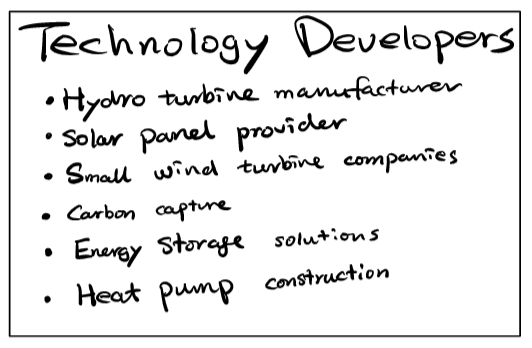 Technology Developers
• Hydro turbine manufacturer
• Solar panel provider
• Small wind turbine companies
• Carbon capture
• Energy storage solutions
• Heat pump construction